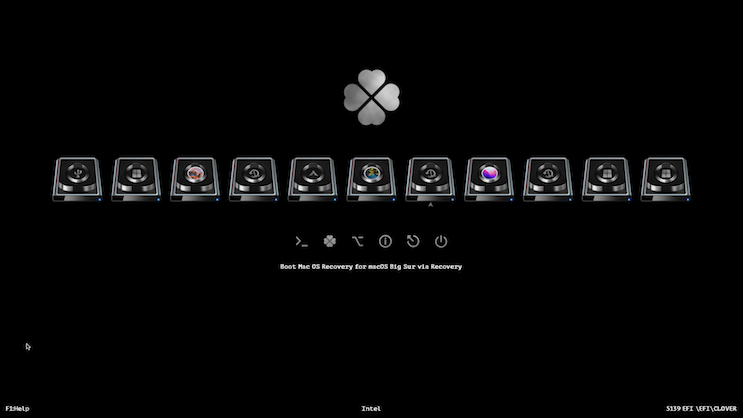 Boot Mac OS Recovery for macOS Big Sur via Recovery
F1:Help
Intel
5139 EFI \EFI\CLOVER